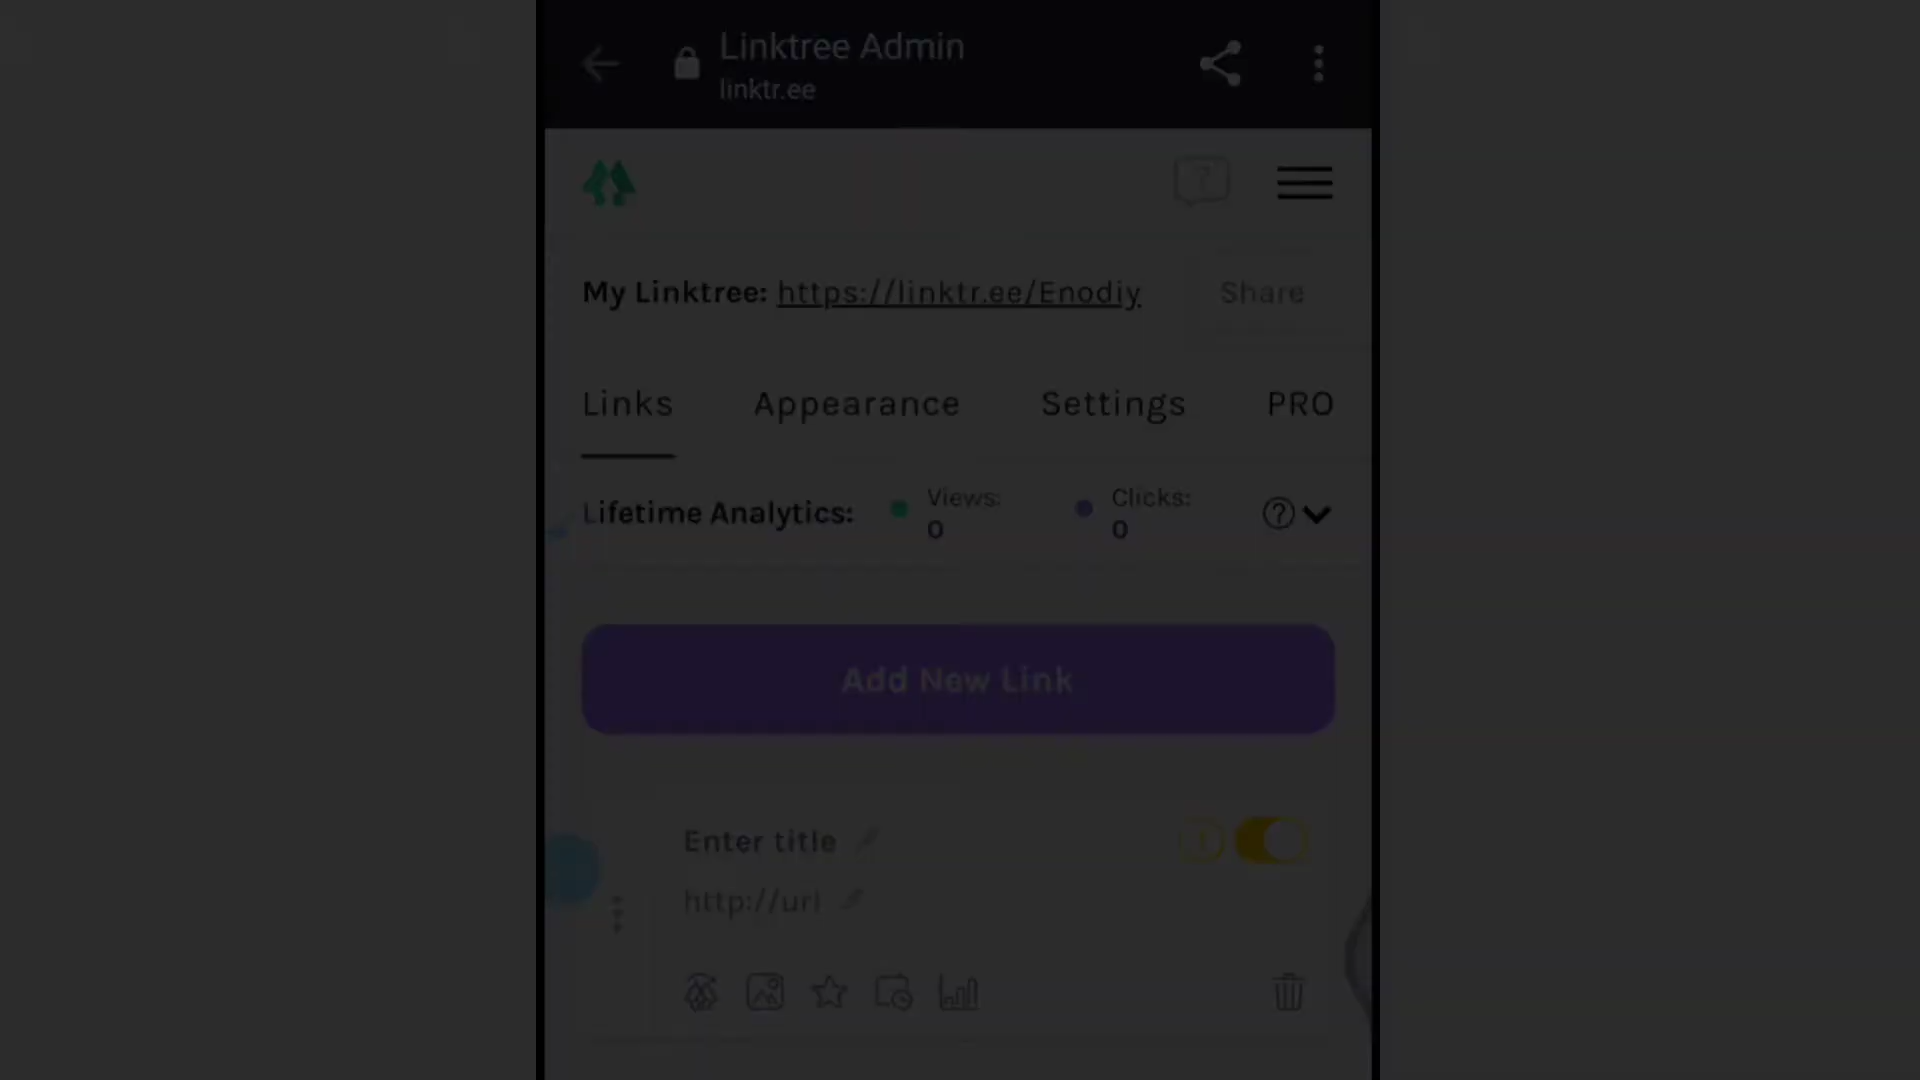 Linktree Admin
linktr.ee
My Linktree: https://linktr.ee/Enodiy Share
Links Appearance Settings PRO
Lifetime Analytics: Views: 0 Clicks: 0
Add New Link
Enter title
http://url